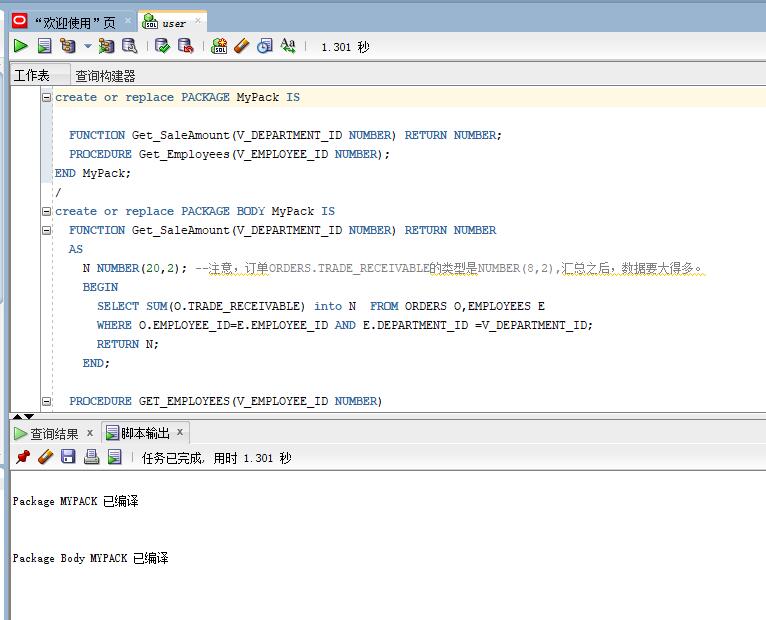 “欢迎使用”页
user
1.301 秒
工作表
查询构建器
create or replace PACKAGE MyPack IS
FUNCTION Get_SaleAmount(V_DEPARTMENT_ID NUMBER) RETURN NUMBER;
PROCEDURE Get_Employees(V_EMPLOYEE_ID NUMBER);
END MyPack;
/
create or replace PACKAGE BODY MyPack IS
FUNCTION Get_SaleAmount(V_DEPARTMENT_ID NUMBER) RETURN NUMBER
AS
N NUMBER(20,2); --注意，订单ORDERS.TRADE_RECEIVABLE的类型是NUMBER(8,2),汇总之后，数据要大得多。
BEGIN
SELECT SUM(O.TRADE_RECEIVABLE) into N  FROM ORDERS O,EMPLOYEES E
WHERE O.EMPLOYEE_ID=E.EMPLOYEE_ID AND E.DEPARTMENT_ID =V_DEPARTMENT_ID;
RETURN N;
END;
PROCEDURE GET_EMPLOYEES(V_EMPLOYEE_ID NUMBER)
查询结果 x
脚本输出 x
任务已完成, 用时 1.301 秒
Package MYPACK 已编译
Package Body MYPACK 已编译